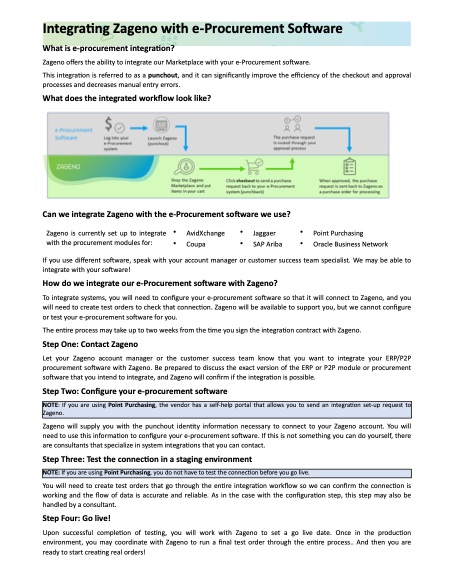 Integrating Zageno with e-Procurement Software
What is e-procurement integration?
Zageno offers the ability to integrate our Marketplace with your e-procurement software.
This integration is referred to as a punchout, and it can significantly improve the efficiency of the checkout and approval
processes and decreases manual entry errors.
What does the integrated workflow look like?
e-Procurement
Software
Log into your
e-Procurement
system
Launch Zageno
(punchout)
The purchase request
is routed through your
approval process
ZAGENO
Shop the Zageno
Marketplace and put
items in your cart
Click checkout to send a purchase
request back to your e-Procurement
system (punchback)
When approved, the purchase
request is sent back to Zageno as
a purchase order for processing
Can we integrate Zageno with the e-Procurement software we use?
Zageno is currently set up to integrate
with the procurement modules for:
• AvidXchange
• Coupa
• Jaggaer
• SAP Ariba
• Point Purchasing
• Oracle Business Network
If you use different software, speak with your account manager or customer success team specialist. We may be able to
integrate with your software!
How do we integrate our e-Procurement software with Zageno?
To integrate systems, you will need to configure your e-procurement software so that it will connect to Zageno, and you
will need to create test orders to check that connection. Zageno will be available to support you, but we cannot configure
or test your e-procurement software for you.
The entire process may take up to two weeks from the time you sign the integration contract with Zageno.
Step One: Contact Zageno
Let your Zageno account manager or the customer success team know that you want to integrate your ERP/P2P
procurement software with Zageno. Be prepared to discuss the exact version of the ERP or P2P module or procurement
software that you intend to integrate, and Zageno will confirm if the integration is possible.
Step Two: Configure your e-procurement software
NOTE: If you are using Point Purchasing, the vendor has a self-help portal that allows you to send an integration set-up request to
Zageno.
Zageno will supply you with the punchout identity information necessary to connect to your Zageno account. You will
need to use this information to configure your e-procurement software. If this is not something you can do yourself, there
are consultants that specialize in system integrations that you can contact.
Step Three: Test the connection in a staging environment
NOTE: If you are using Point Purchasing, you do not have to test the connection before you go live.
You will need to create test orders that go through the entire integration workflow so we can confirm the connection is
working and the flow of data is accurate and reliable. As in the case with the configuration step, this step may also be
handled by a consultant.
Step Four: Go live!
Upon successful completion of testing, you will work with Zageno to set a go live date. Once in the production
environment, you may coordinate with Zageno to run a final test order through the entire process.. And then you are
ready to start creating real orders!